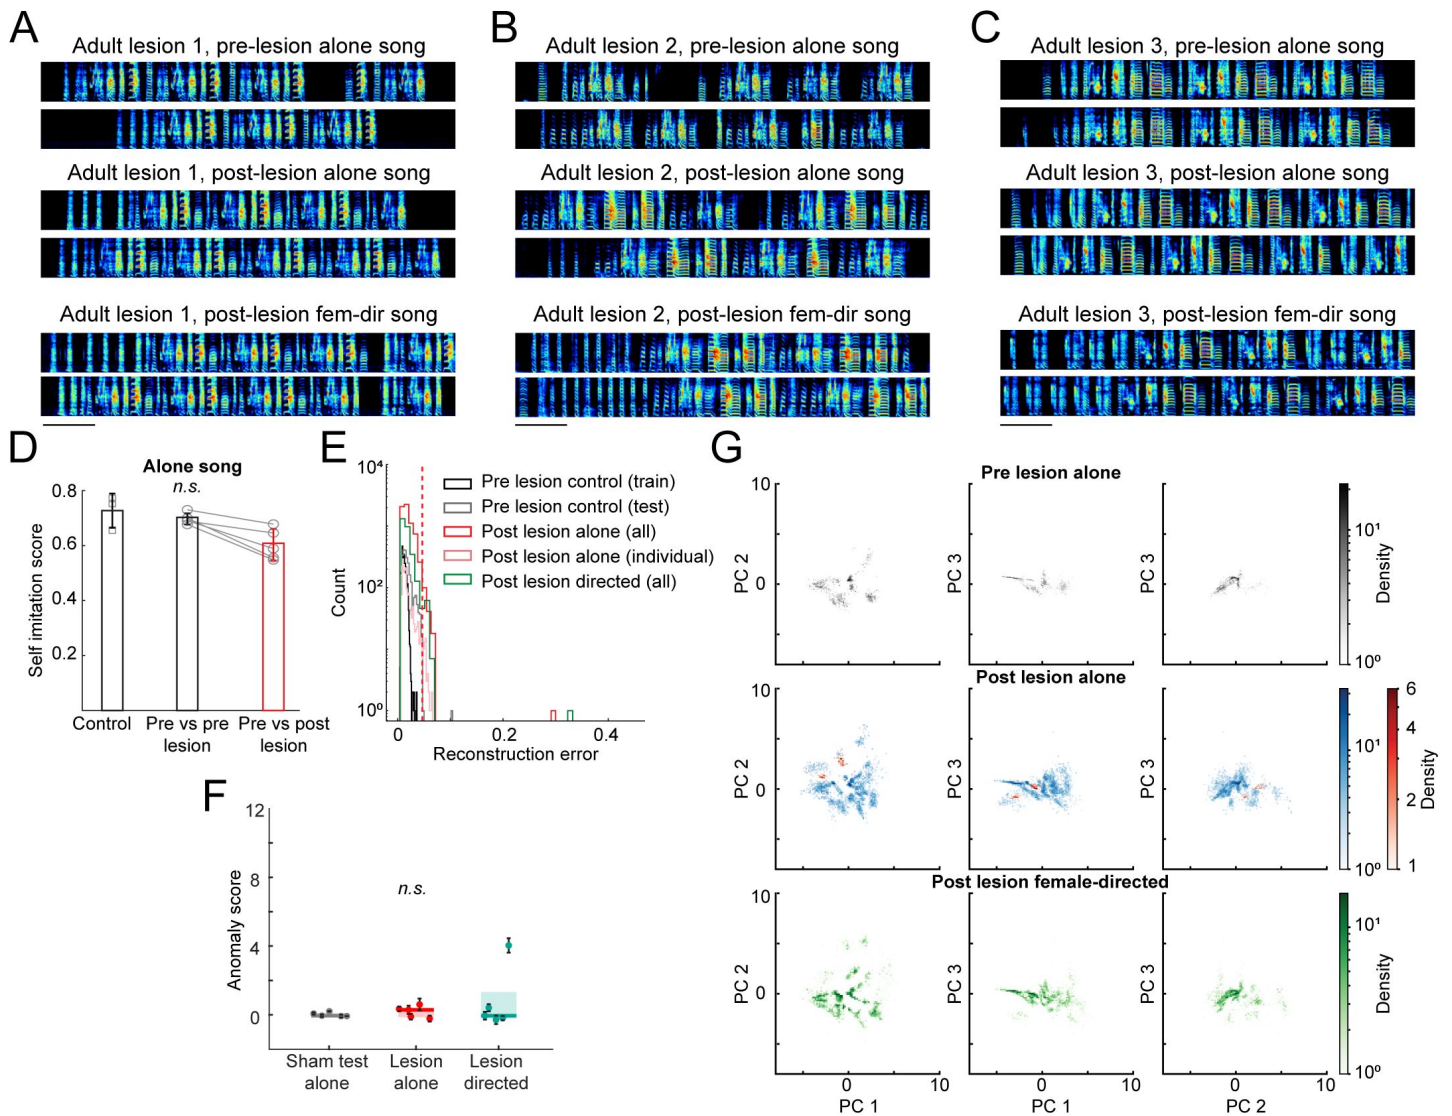 A
Adult lesion 1, pre-lesion alone song
Adult lesion 1, post-lesion alone song
Adult lesion 1, post-lesion fem-dir song
B
Adult lesion 2, pre-lesion alone song
Adult lesion 2, post-lesion alone song
Adult lesion 2, post-lesion fem-dir song
C
Adult lesion 3, pre-lesion alone song
Adult lesion 3, post-lesion alone song
Adult lesion 3, post-lesion fem-dir song
D
Alone song
n.s.
Self imitation score
0.8
0.6
0.4
0.2
Control
Pre vs pre
lesion
Pre vs post
lesion
E
Count
10⁴
10²
10⁰
Pre lesion control (train)
Pre lesion control (test)
Post lesion alone (all)
Post lesion alone (individual)
Post lesion directed (all)
0
0.2
0.4
Reconstruction error
F
Anomaly score
12
8
4
0
n.s.
Sham test
alone
Lesion
alone
Lesion
directed
G
Pre lesion alone
10
0
PC 2
PC 3
PC 3
10¹
10⁰
Density
Post lesion alone
10
0
PC 2
PC 3
PC 3
10¹
10⁰
6
4
2
1
Density
Post lesion female-directed
10
0
PC 2
PC 3
PC 3
10¹
10⁰
Density
0
10
PC 1
0
10
PC 1
0
10
PC 2